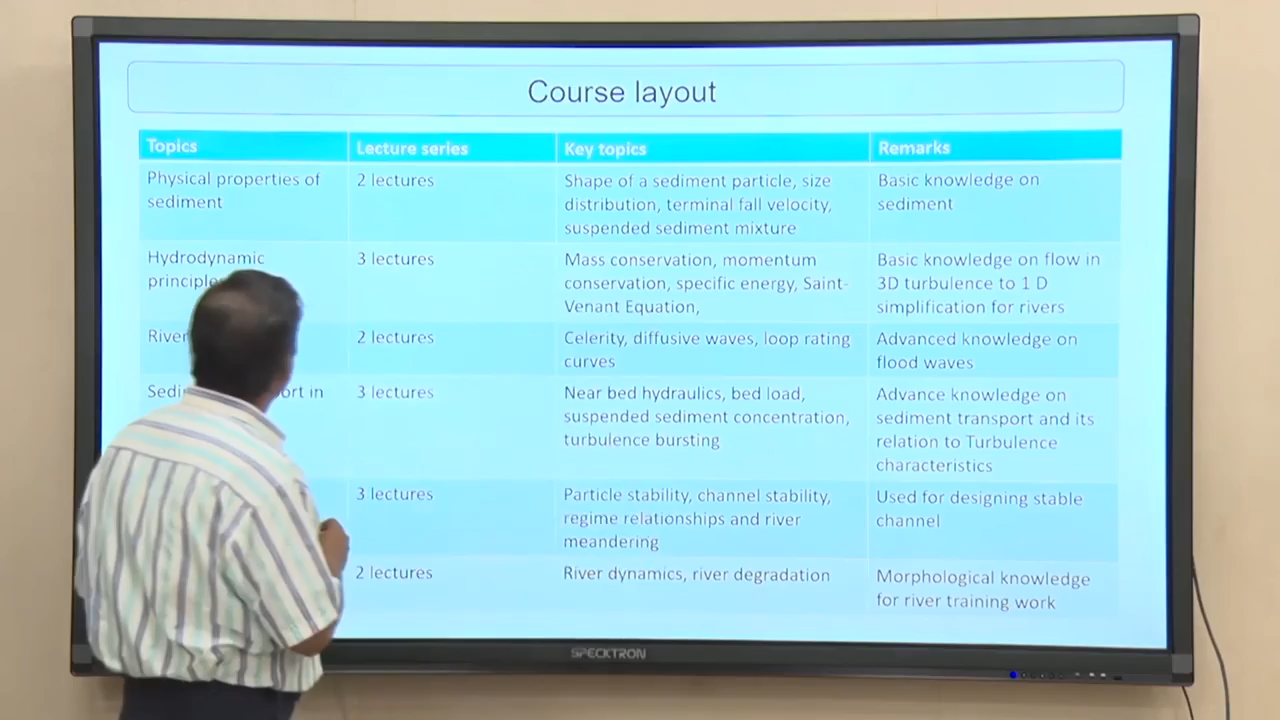 Course layout
Topics
Lecture series
Key topics
Remarks
Physical properties of
sediment
2 lectures
Shape of a sediment particle, size
distribution, terminal fall velocity,
suspended sediment mixture
Basic knowledge on
sediment
Hydrodynamic
3 lectures
Mass conservation, momentum
conservation, specific energy, Saint-
Venant Equation,
Basic knowledge on flow in
3D turbulence to 1 D
simplification for rivers
River
2 lectures
Celerity, diffusive waves, loop rating
curves
Advanced knowledge on
flood waves
in
3 lectures
Near bed hydraulics, bed load,
suspended sediment concentration,
turbulence bursting
Advance knowledge on
sediment transport and its
relation to Turbulence
characteristics
3 lectures
Particle stability, channel stability,
regime relationships and river
meandering
Used for designing stable
channel
2 lectures
River dynamics, river degradation
Morphological knowledge
for river training work
SPECKTRON